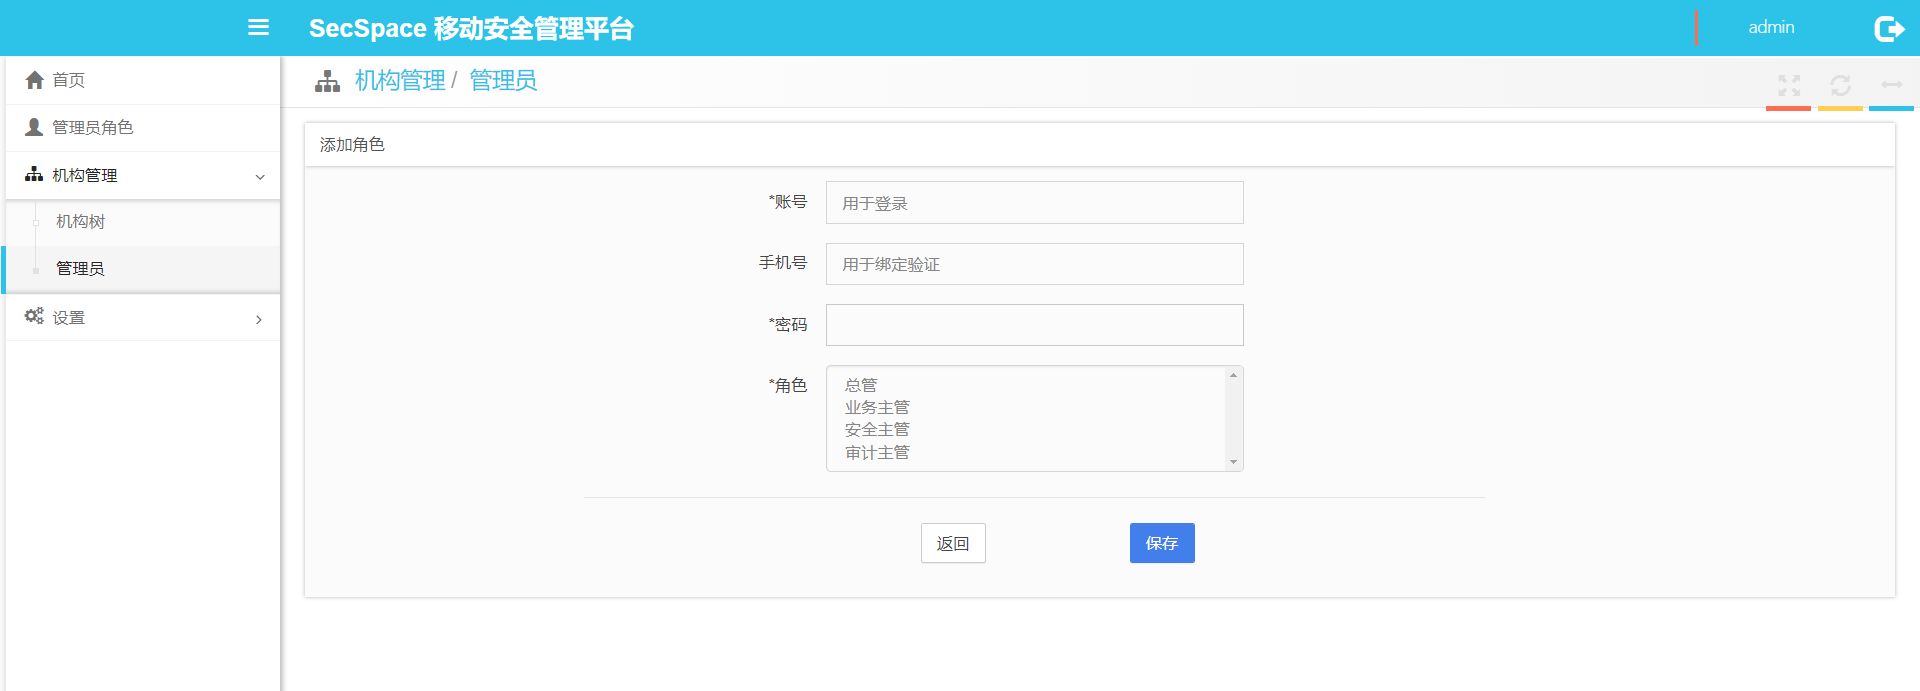 SecSpace 移动安全管理平台
admin
首页
管理员角色
机构管理
机构树
管理员
设置
机构管理 / 管理员
添加角色
*账号
用于登录
手机号
用于绑定验证
*密码
*角色
总管
业务主管
安全主管
审计主管
返回
保存